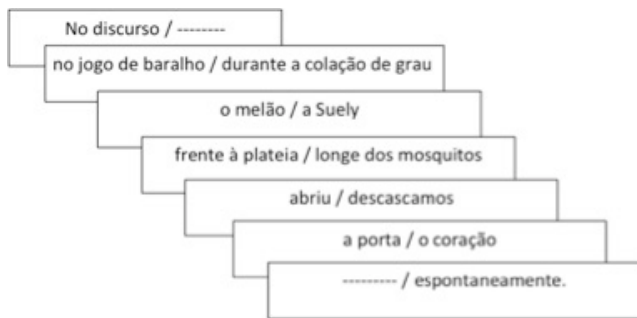 No discurso / --------
no jogo de baralho / durante a colação de grau
o melão / a Suely
frente à plateia / longe dos mosquitos
abriu / descascamos
a porta / o coração
--------- / espontaneamente.